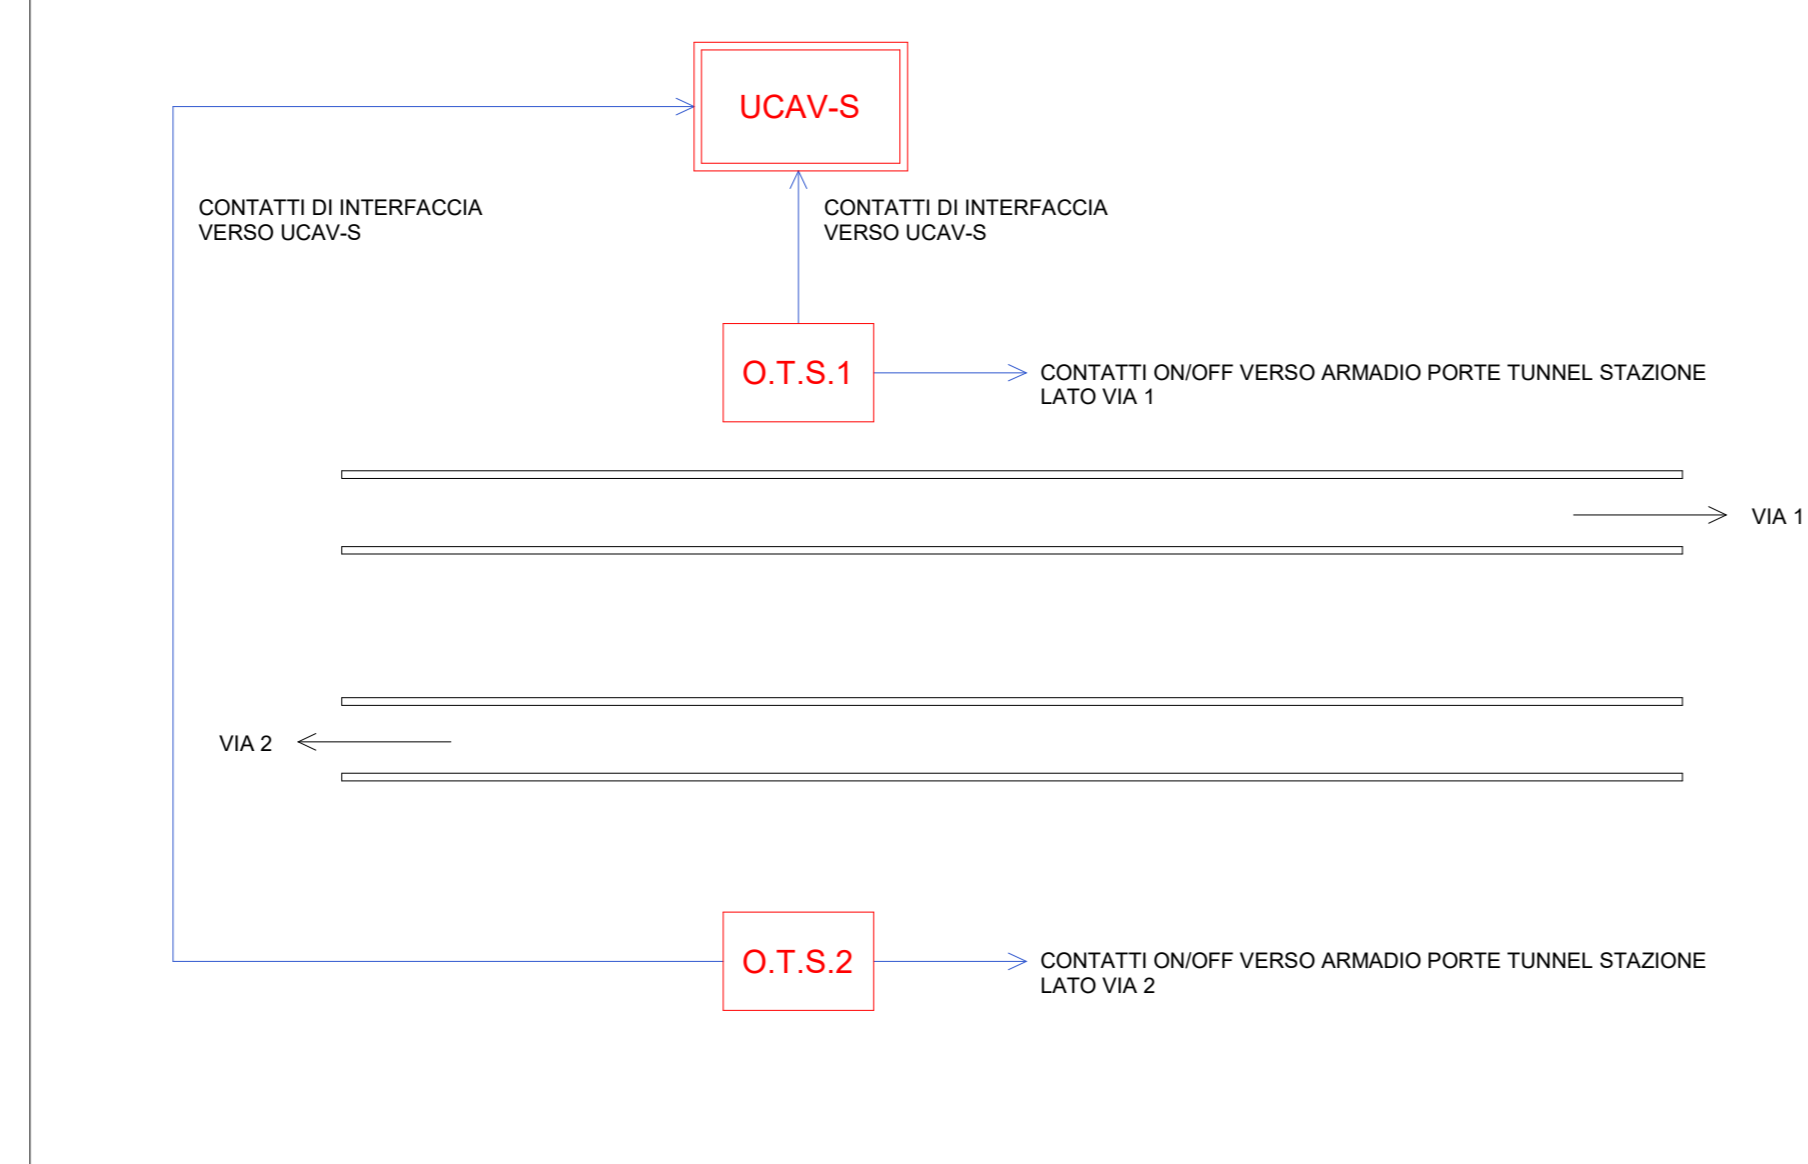 UCAV-S
CONTATTI DI INTERFACCIA
VERSO UCAV-S
CONTATTI DI INTERFACCIA
VERSO UCAV-S
O.T.S.1
CONTATTI ON/OFF VERSO ARMADIO PORTE TUNNEL STAZIONE
LATO VIA 1
VIA 1
VIA 2
O.T.S.2
CONTATTI ON/OFF VERSO ARMADIO PORTE TUNNEL STAZIONE
LATO VIA 2